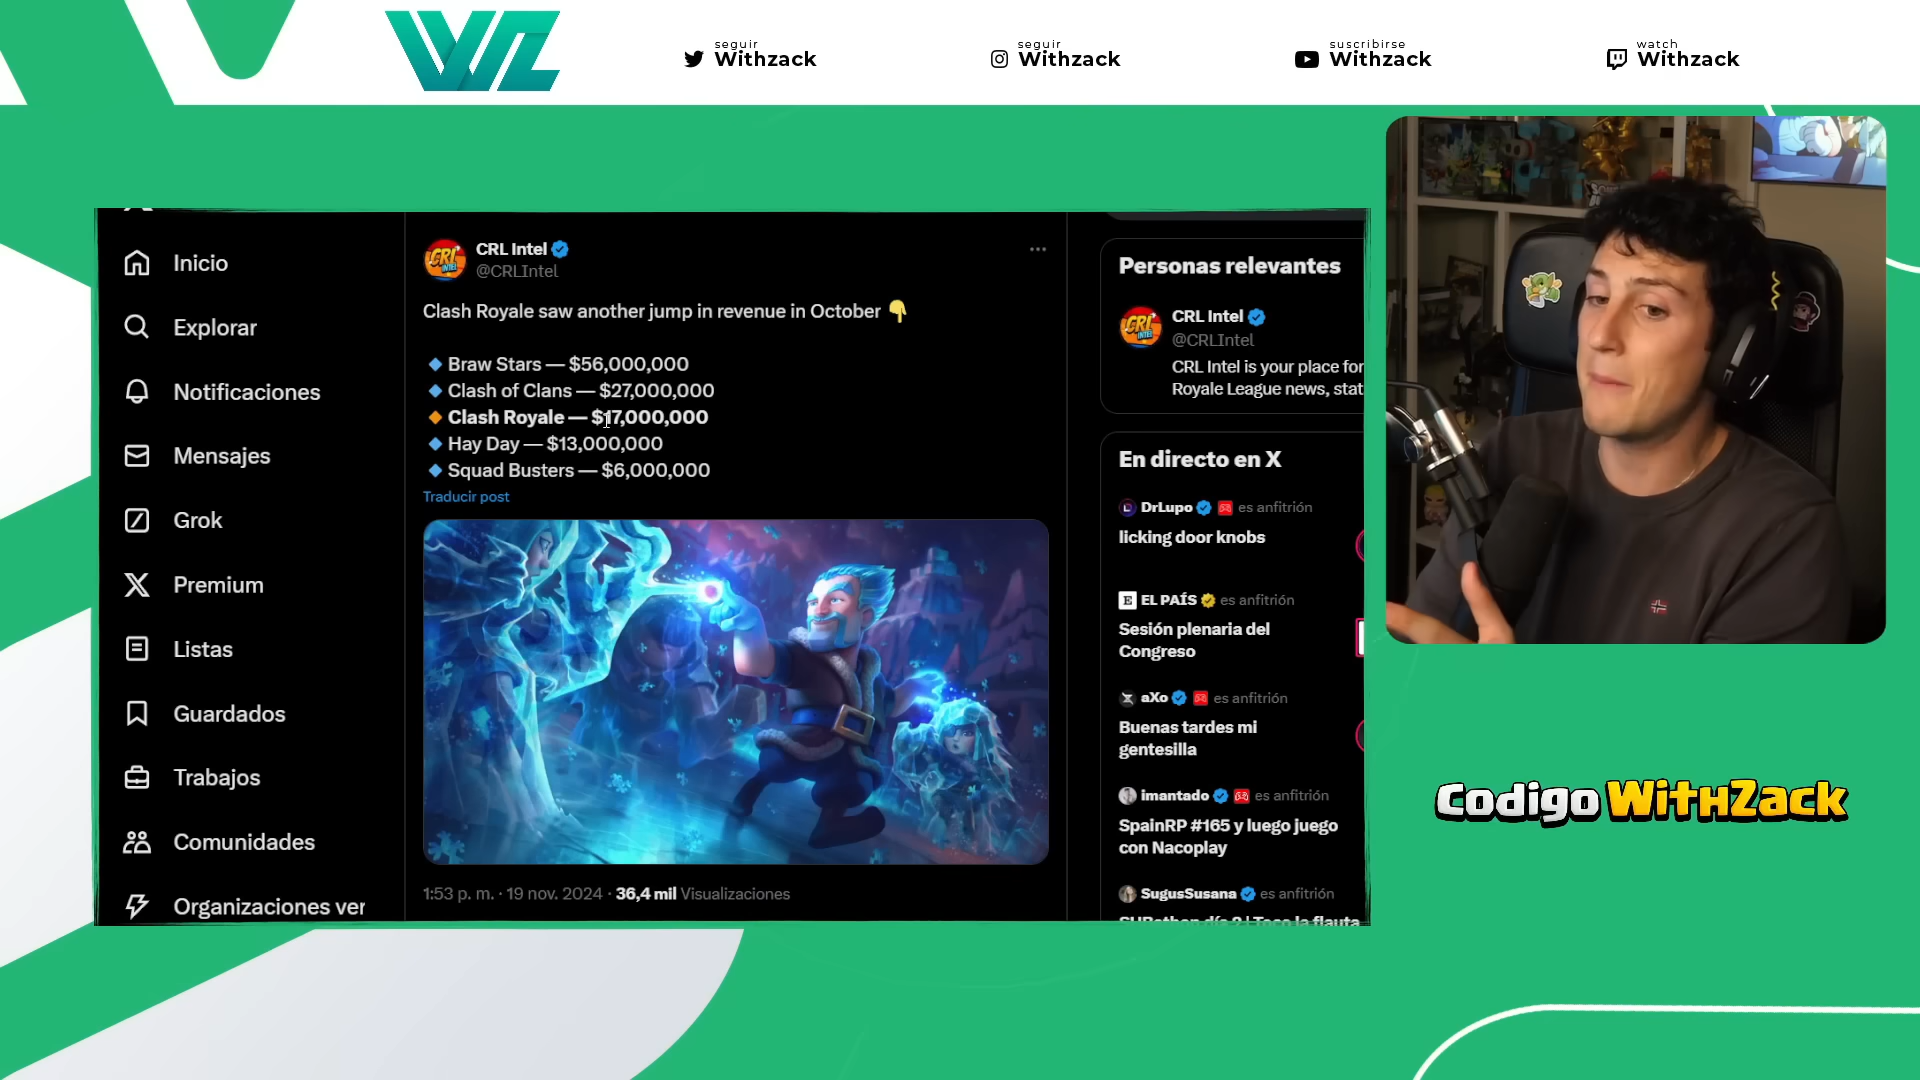 WZ
seguir
Withzack
seguir
Withzack
suscribirse
Withzack
watch
Withzack
Inicio
Explorar
Notificaciones
Mensajes
Grok
Premium
Listas
Guardados
Trabajos
Comunidades
Organizaciones ver
CRL Intel
@CRLIntel
Clash Royale saw another jump in revenue in October
Braw Stars — $56,000,000
Clash of Clans — $27,000,000
Clash Royale — $17,000,000
Hay Day — $13,000,000
Squad Busters — $6,000,000
Traducir post
1:53 p. m. · 19 nov. 2024 · 36,4 mil Visualizaciones
Personas relevantes
CRL Intel
@CRLIntel
CRL Intel is your place for
Royale League news, stat
En directo en X
DrLupo es anfitrión
licking door knobs
EL PAÍS es anfitrión
Sesión plenaria del
Congreso
aXo es anfitrión
Buenas tardes mi
gentesilla
imantado es anfitrión
SpainRP #165 y luego juego
con Nacoplay
SugusSusana es anfitrión
Codigo WithZack